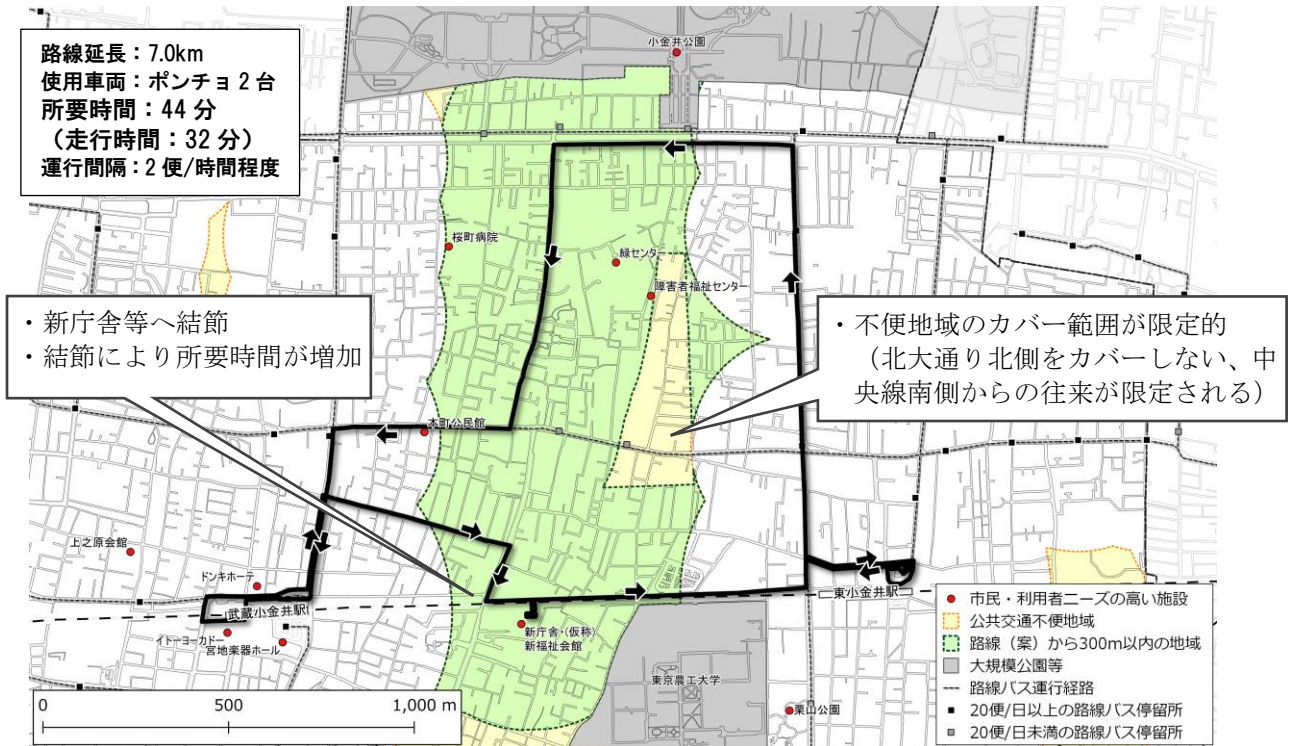 路線延長：7.0km
使用車両：ポンチョ2台
所要時間：44分
（走行時間：32分）
運行間隔：2便/時間程度
小金井公園
桜町病院
緑センター
障害者福祉センター
・新庁舎等へ結節
・結節により所要時間が増加
・不便地域のカバー範囲が限定的
（北大通り北側をカバーしない、中
央線南側からの往来が限定される）
本町公民館
上之原会館
ドンキホーテ
武蔵小金井駅
イトーヨーカドー
宮地楽器ホール
新庁舎・(仮称)
新福祉会館
東小金井駅
東京農工大学
栗山公園
市民・利用者ニーズの高い施設
公共交通不便地域
路線（案）から300m以内の地域
大規模公園等
路線バス運行経路
20便/日以上の路線バス停留所
20便/日未満の路線バス停留所
0 500 1,000 m